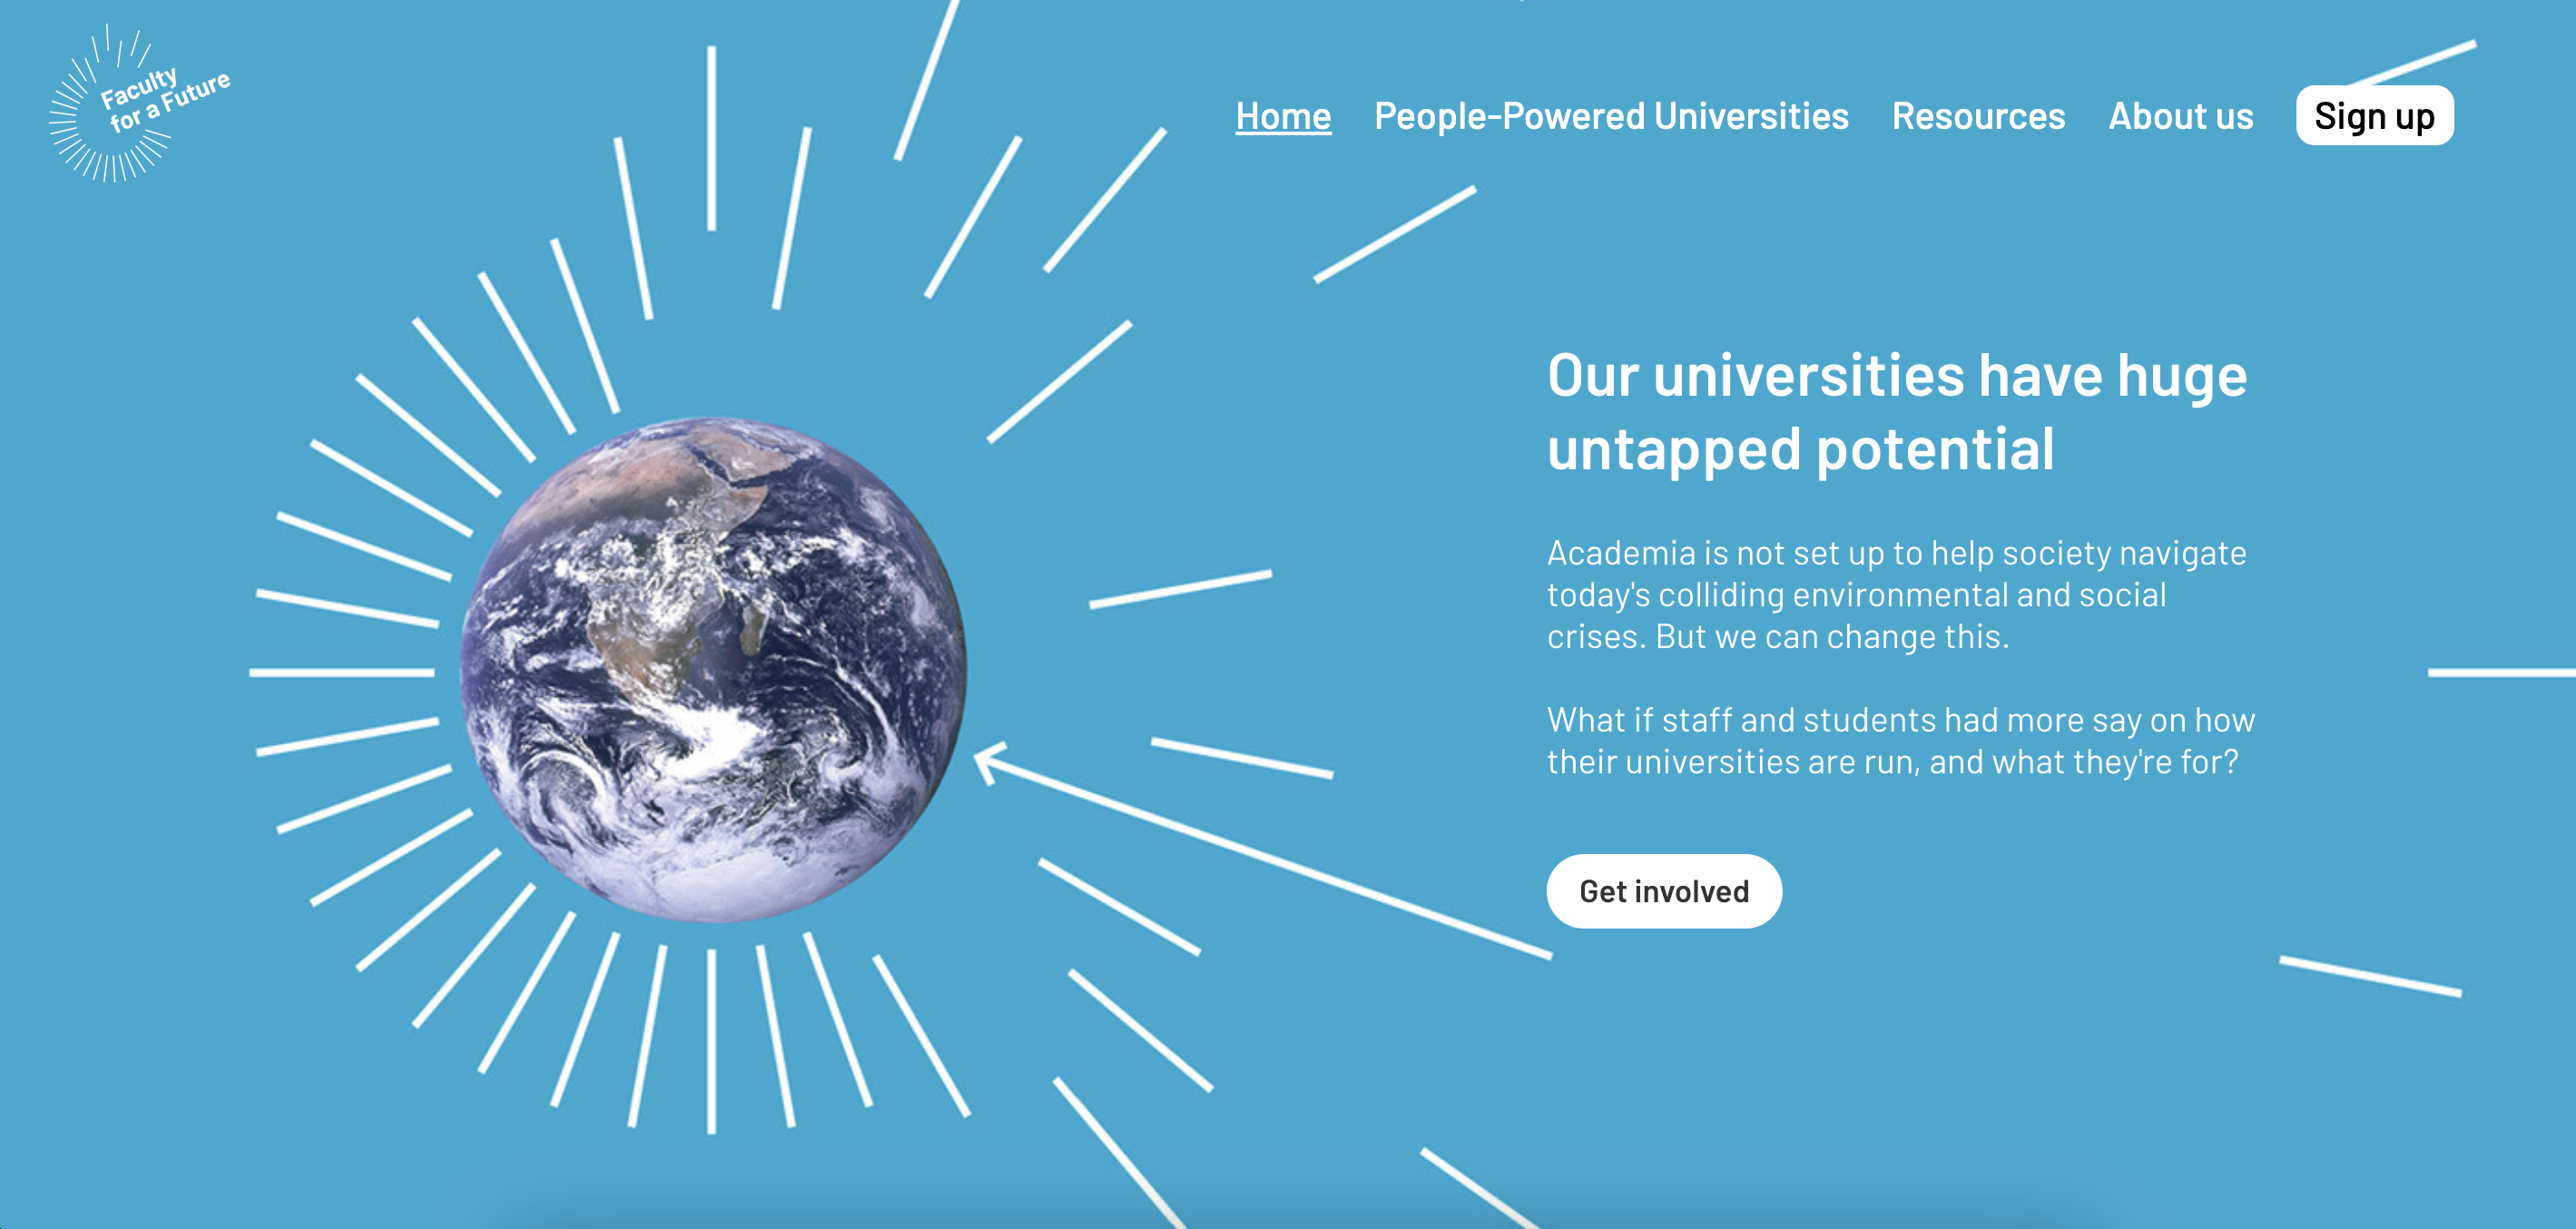 Faculty
for a Future
Home
People-Powered Universities
Resources
About us
Sign up
Our universities have huge
untapped potential
Academia is not set up to help society navigate
today's colliding environmental and social
crises. But we can change this.
What if staff and students had more say on how
their universities are run, and what they're for?
Get involved